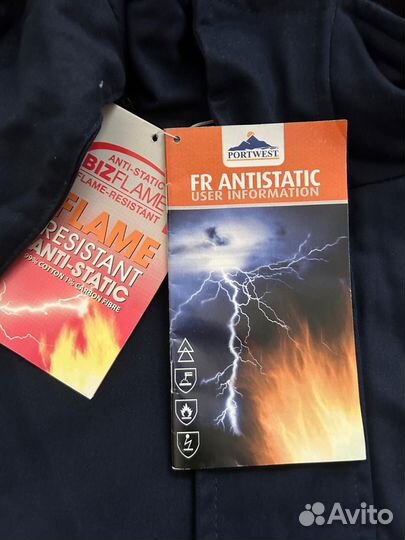 ANTI-STATIC
BIZFLAME
FLAME-RESISTANT
FLAME
RESISTANT
ANTI-STATIC
99% COTTON 1% CARBON FIBRE
PORTWEST
FR ANTISTATIC
USER INFORMATION
Avito